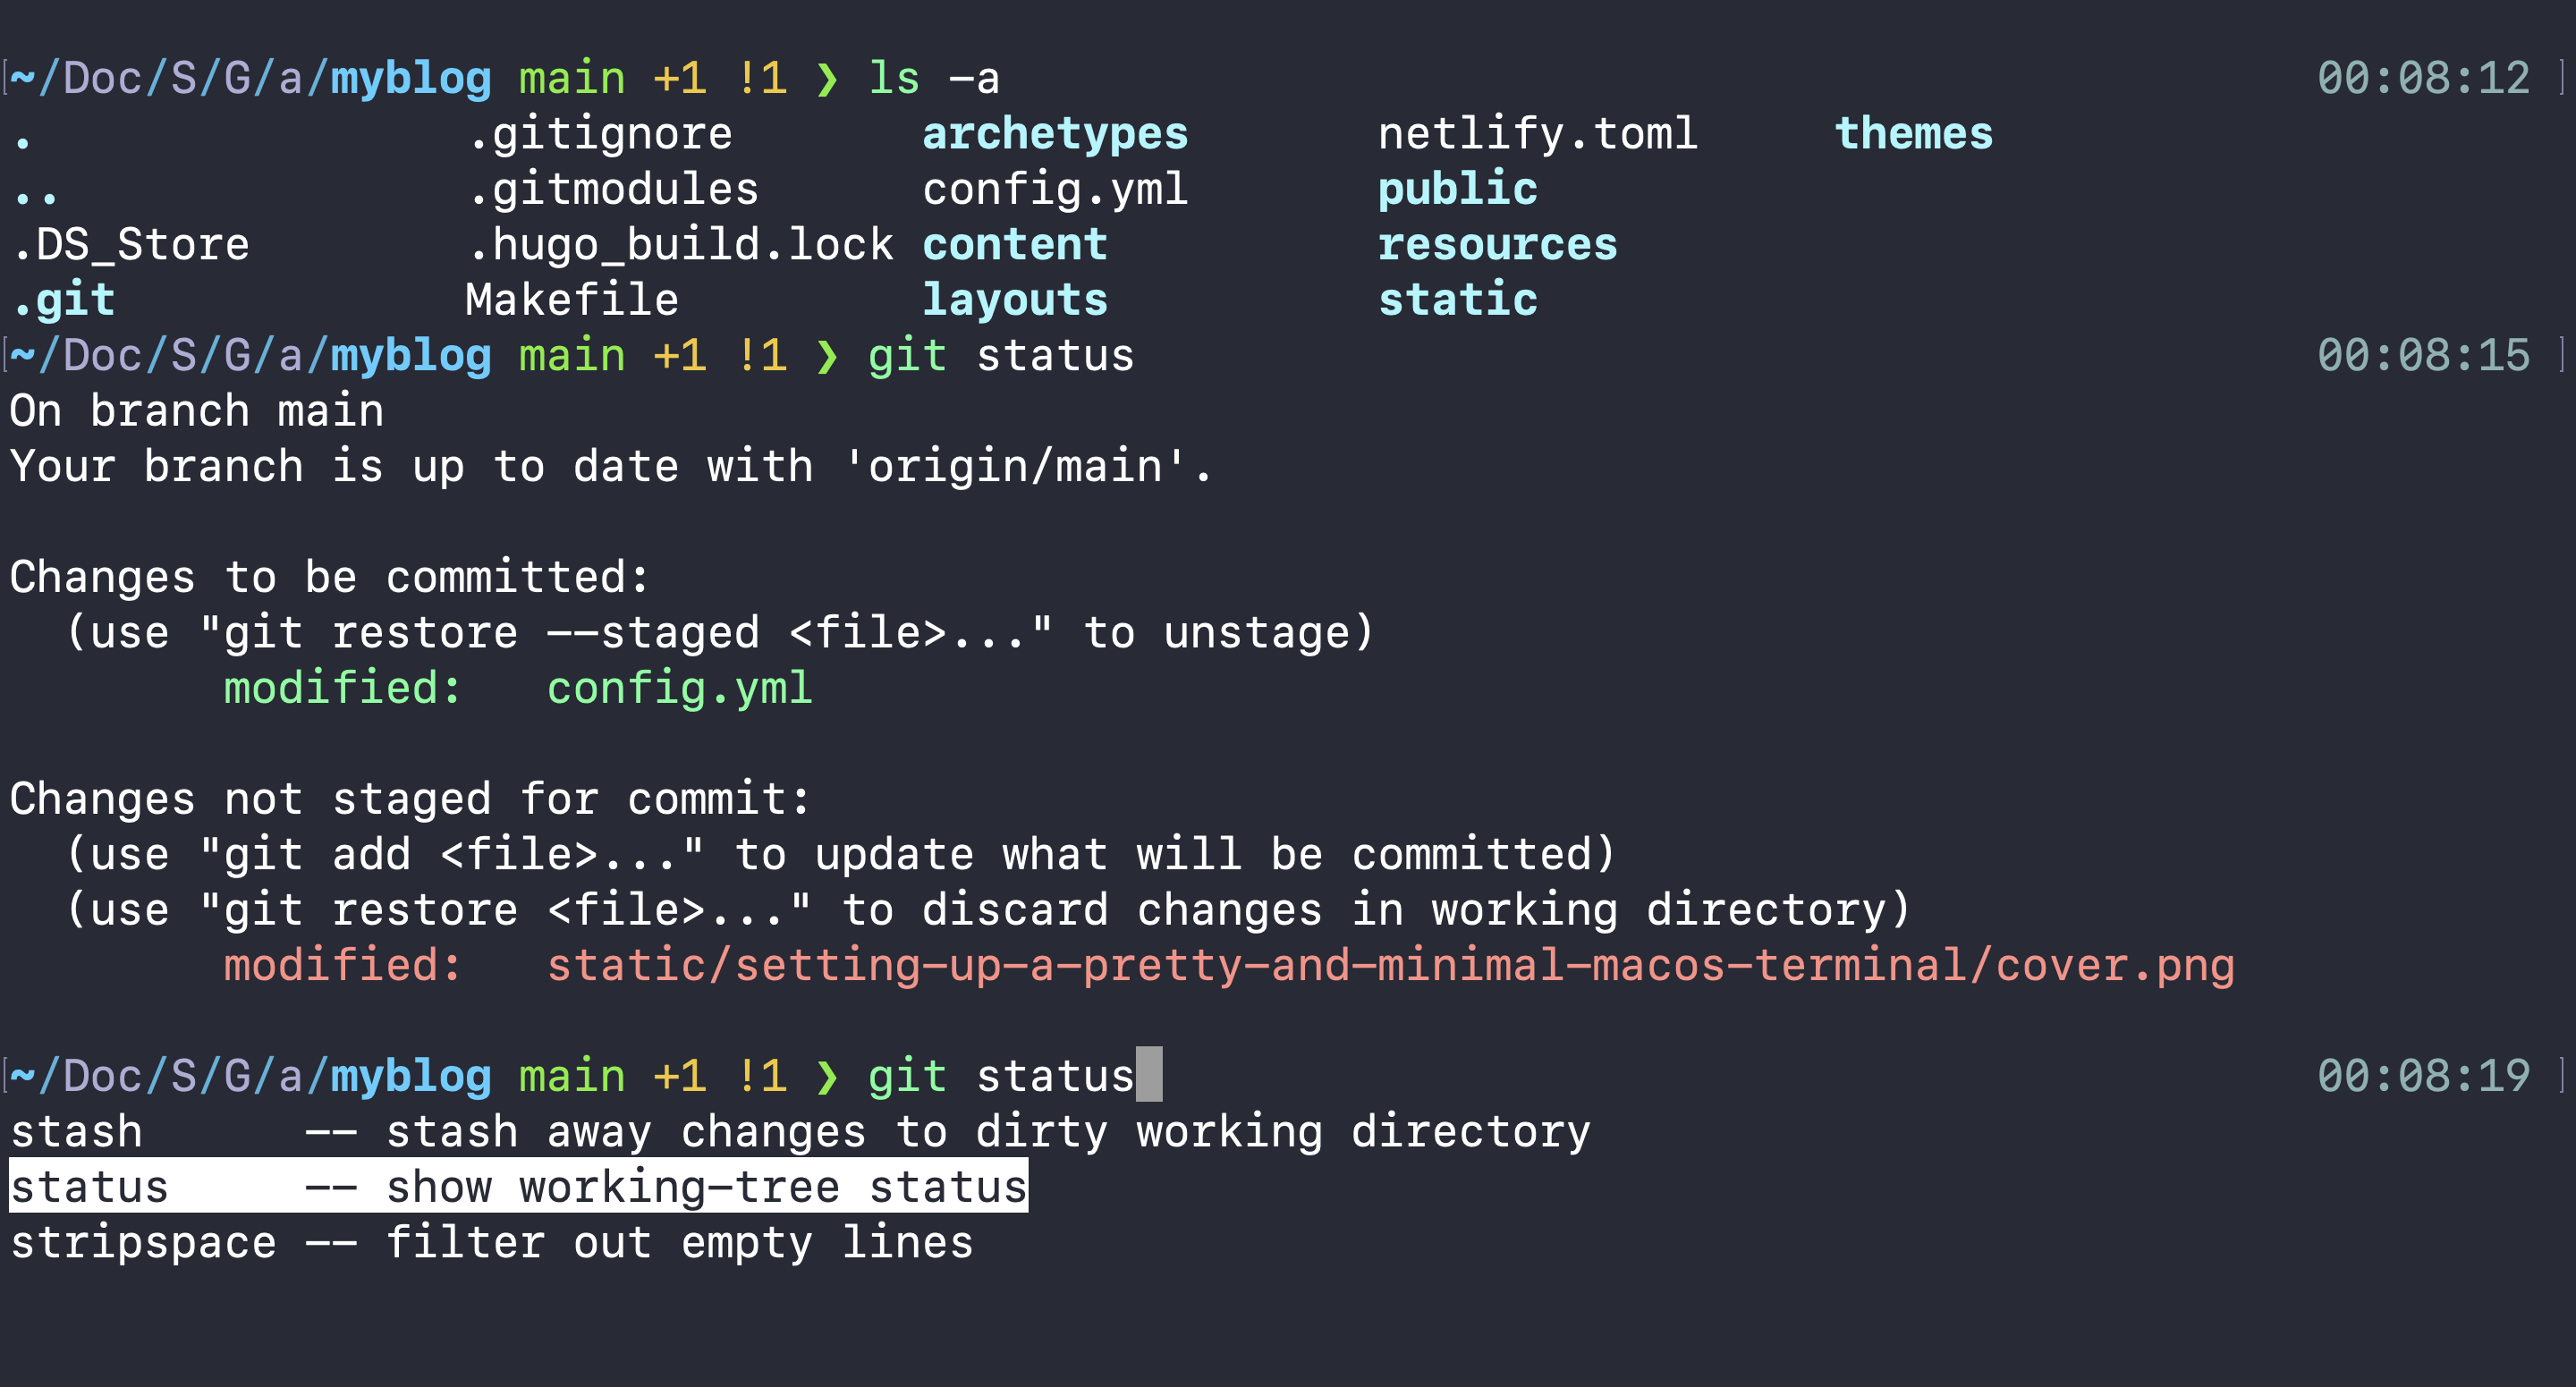 ~/Doc/S/G/a/myblog main +1 !1 ❯ ls -a 00:08:12
. .gitignore archetypes netlify.toml themes
.. .gitmodules config.yml public
.DS_Store .hugo_build.lock content resources
.git Makefile layouts static
~/Doc/S/G/a/myblog main +1 !1 ❯ git status 00:08:15
On branch main
Your branch is up to date with 'origin/main'.
Changes to be committed:
(use "git restore --staged <file>..." to unstage)
modified: config.yml
Changes not staged for commit:
(use "git add <file>..." to update what will be committed)
(use "git restore <file>..." to discard changes in working directory)
modified: static/setting-up-a-pretty-and-minimal-macos-terminal/cover.png
~/Doc/S/G/a/myblog main +1 !1 ❯ git status 00:08:19
stash -- stash away changes to dirty working directory
status -- show working-tree status
stripspace -- filter out empty lines